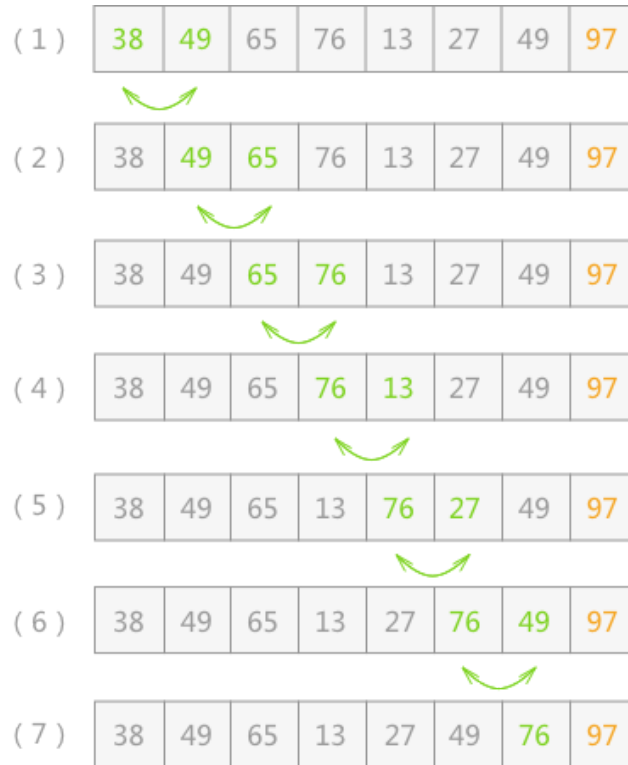 ( 1 ) 38 49 65 76 13 27 49 97
( 2 ) 38 49 65 76 13 27 49 97
( 3 ) 38 49 65 76 13 27 49 97
( 4 ) 38 49 65 76 13 27 49 97
( 5 ) 38 49 65 13 76 27 49 97
( 6 ) 38 49 65 13 27 76 49 97
( 7 ) 38 49 65 13 27 49 76 97